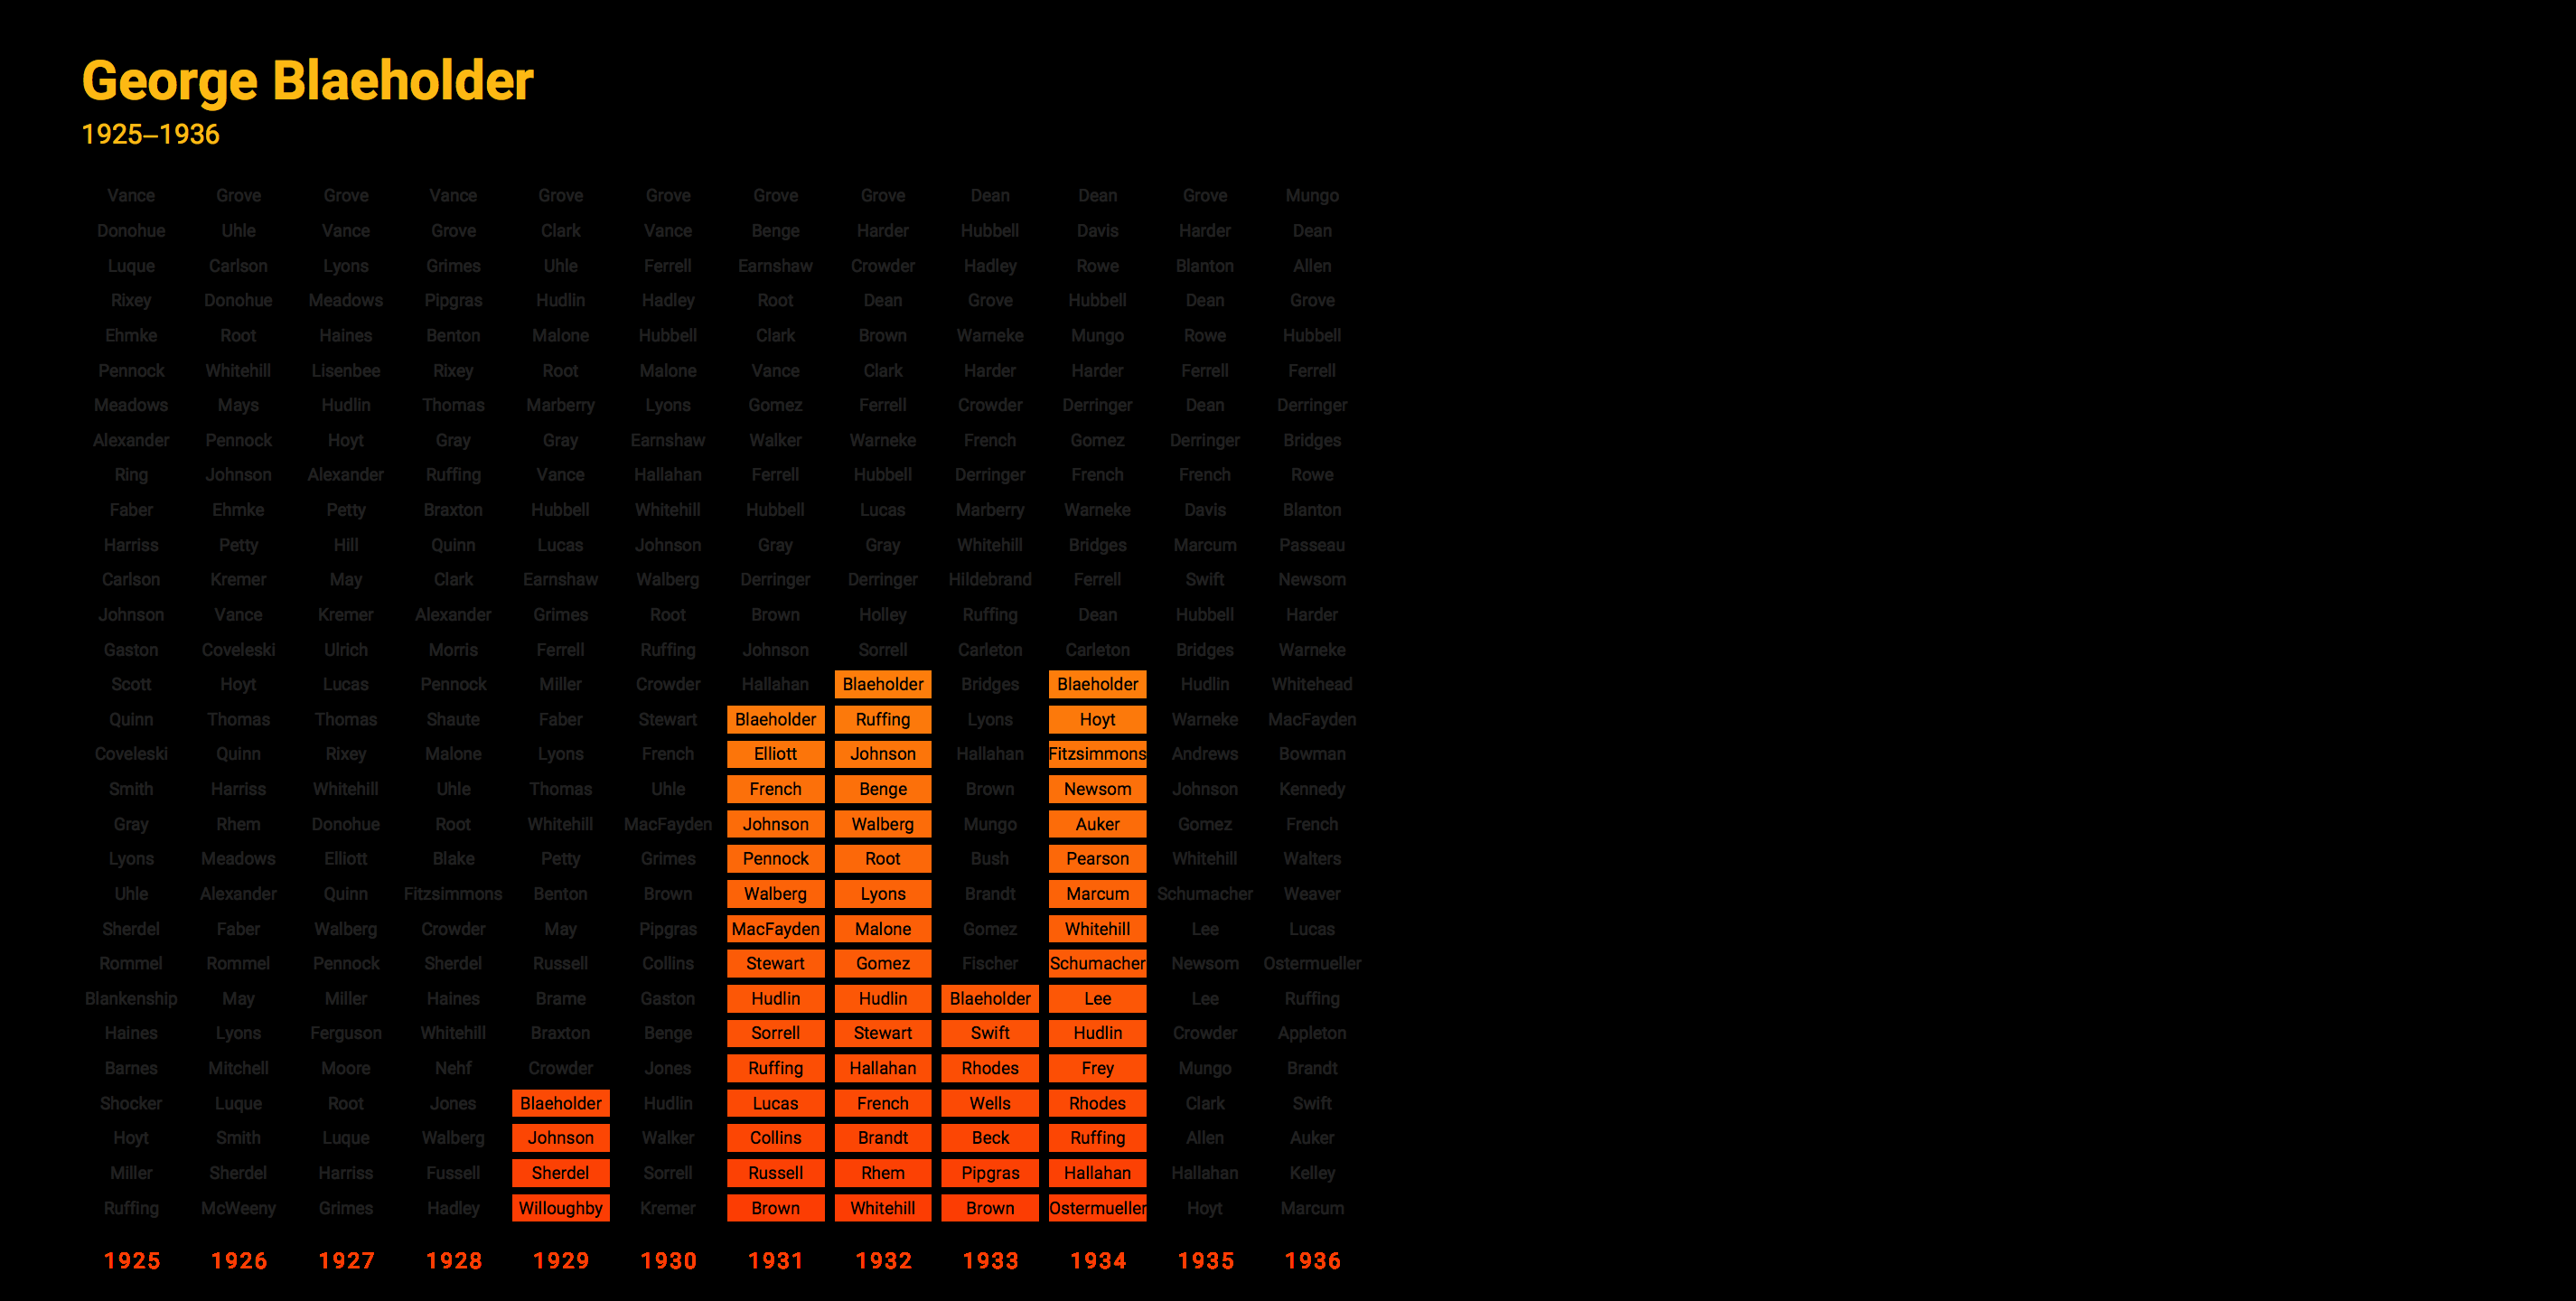 George Blaeholder
1925–1936
Vance Grove Grove Vance Grove Grove Grove Grove Dean Dean Grove Mungo
Donohue Uhle Vance Grove Clark Vance Benge Harder Hubbell Davis Harder Dean
Luque Carlson Lyons Grimes Uhle Ferrell Earnshaw Crowder Hadley Rowe Blanton Allen
Rixey Donohue Meadows Pipgras Hudlin Hadley Root Dean Grove Hubbell Dean Grove
Ehmke Root Haines Benton Malone Hubbell Clark Brown Warneke Mungo Rowe Hubbell
Pennock Whitehill Lisenbee Rixey Root Malone Vance Clark Harder Harder Ferrell Ferrell
Meadows Mays Hudlin Thomas Marberry Lyons Gomez Ferrell Crowder Derringer Dean Derringer
Alexander Pennock Hoyt Gray Gray Earnshaw Walker Warneke French Gomez Derringer Bridges
Ring Johnson Alexander Ruffing Vance Hallahan Ferrell Hubbell Derringer French French Rowe
Faber Ehmke Petty Braxton Hubbell Whitehill Hubbell Lucas Marberry Warneke Davis Blanton
Harriss Petty Hill Quinn Lucas Johnson Gray Gray Whitehill Bridges Marcum Passeau
Carlson Kremer May Clark Earnshaw Walberg Derringer Derringer Hildebrand Ferrell Swift Newsom
Johnson Vance Kremer Alexander Grimes Root Brown Holley Ruffing Dean Hubbell Harder
Gaston Coveleski Ulrich Morris Ferrell Ruffing Johnson Sorrell Carleton Carleton Bridges Warneke
Scott Hoyt Lucas Pennock Miller Crowder Hallahan Blaeholder Bridges Blaeholder Hudlin Whitehead
Quinn Thomas Thomas Shaute Faber Stewart Blaeholder Ruffing Lyons Hoyt Warneke MacFayden
Coveleski Quinn Rixey Malone Lyons French Elliott Johnson Hallahan Fitzsimmons Andrews Bowman
Smith Harriss Whitehill Uhle Thomas Uhle French Benge Brown Newsom Johnson Kennedy
Gray Rhem Donohue Root Whitehill MacFayden Johnson Walberg Mungo Auker Gomez French
Lyons Meadows Elliott Blake Petty Grimes Pennock Root Bush Pearson Whitehill Walters
Uhle Alexander Quinn Fitzsimmons Benton Brown Walberg Lyons Brandt Marcum Schumacher Weaver
Sherdel Faber Walberg Crowder May Pipgras MacFayden Malone Gomez Whitehill Lee Lucas
Rommel Rommel Pennock Sherdel Russell Collins Stewart Gomez Fischer Schumacher Newsom Ostermueller
Blankenship May Miller Haines Brame Gaston Hudlin Hudlin Blaeholder Lee Lee Ruffing
Haines Lyons Ferguson Whitehill Braxton Benge Sorrell Stewart Swift Hudlin Crowder Appleton
Barnes Mitchell Moore Nehf Crowder Jones Ruffing Hallahan Rhodes Frey Mungo Brandt
Shocker Luque Root Jones Blaeholder Hudlin Lucas French Wells Rhodes Clark Swift
Hoyt Smith Luque Walberg Johnson Walker Collins Brandt Beck Ruffing Allen Auker
Miller Sherdel Harriss Fussell Sherdel Sorrell Russell Rhem Pipgras Hallahan Hallahan Kelley
Ruffing McWeeny Grimes Hadley Willoughby Kremer Brown Whitehill Brown Ostermueller Hoyt Marcum
1925 1926 1927 1928 1929 1930 1931 1932 1933 1934 1935 1936